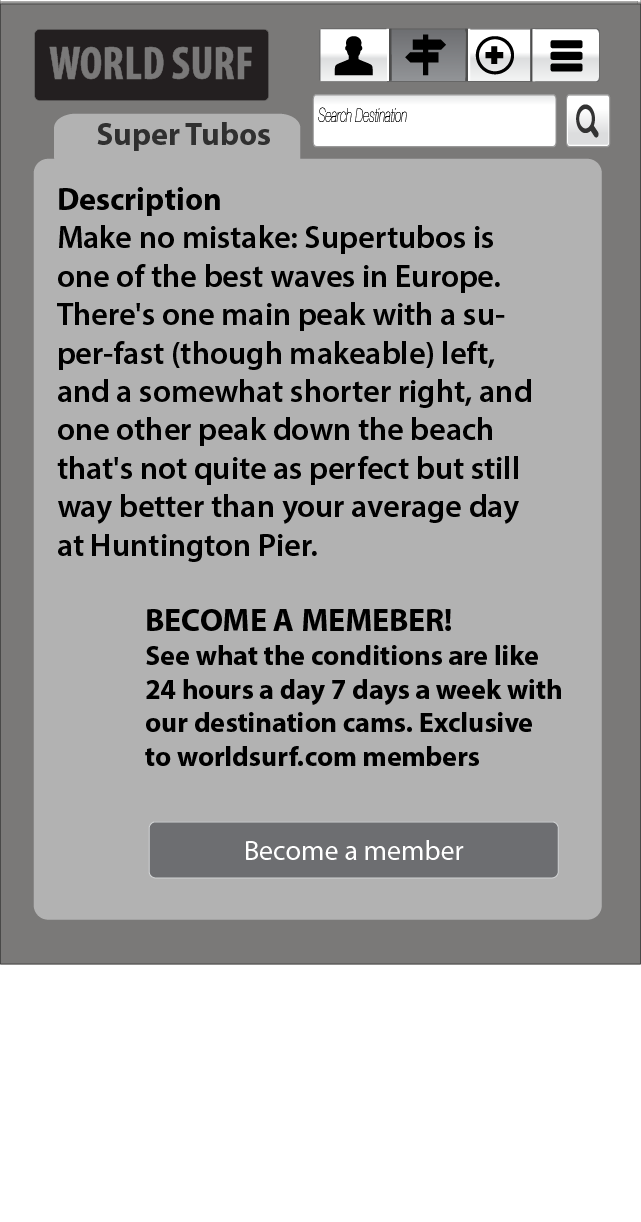 WORLD SURF
Search Destination
Super Tubos
Description
Make no mistake: Supertubos is
one of the best waves in Europe.
There's one main peak with a su-
per-fast (though makeable) left,
and a somewhat shorter right, and
one other peak down the beach
that's not quite as perfect but still
way better than your average day
at Huntington Pier.
BECOME A MEMEBER!
See what the conditions are like
24 hours a day 7 days a week with
our destination cams. Exclusive
to worldsurf.com members
Become a member